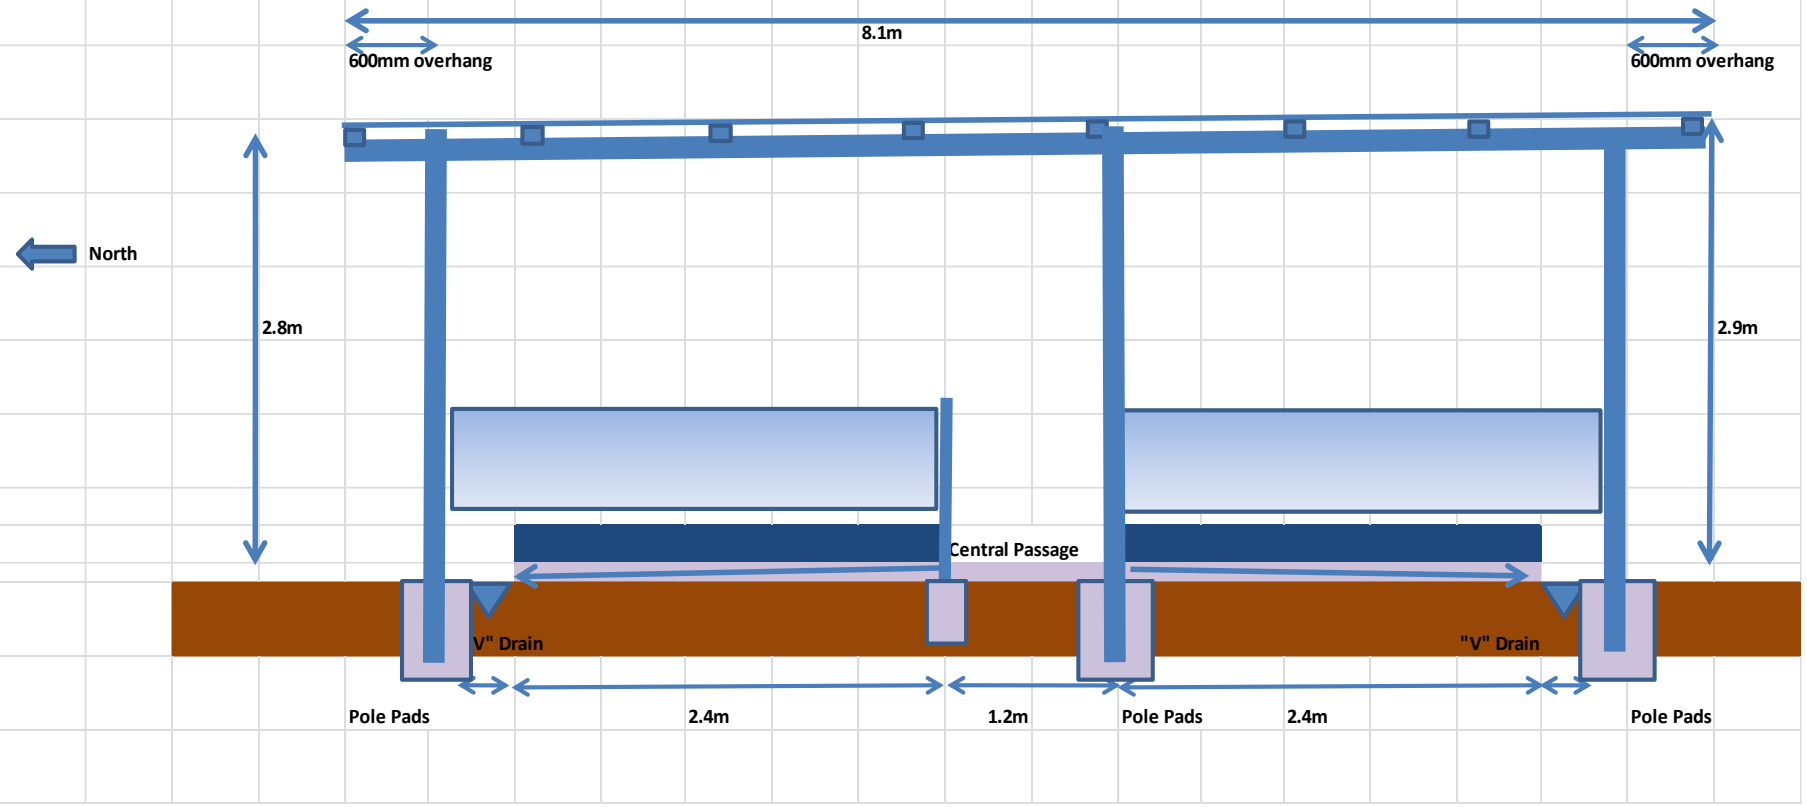 8.1m
600mm overhang
600mm overhang
North
2.8m
2.9m
Central Passage
V" Drain
"V" Drain
Pole Pads
2.4m
1.2m
Pole Pads
2.4m
Pole Pads